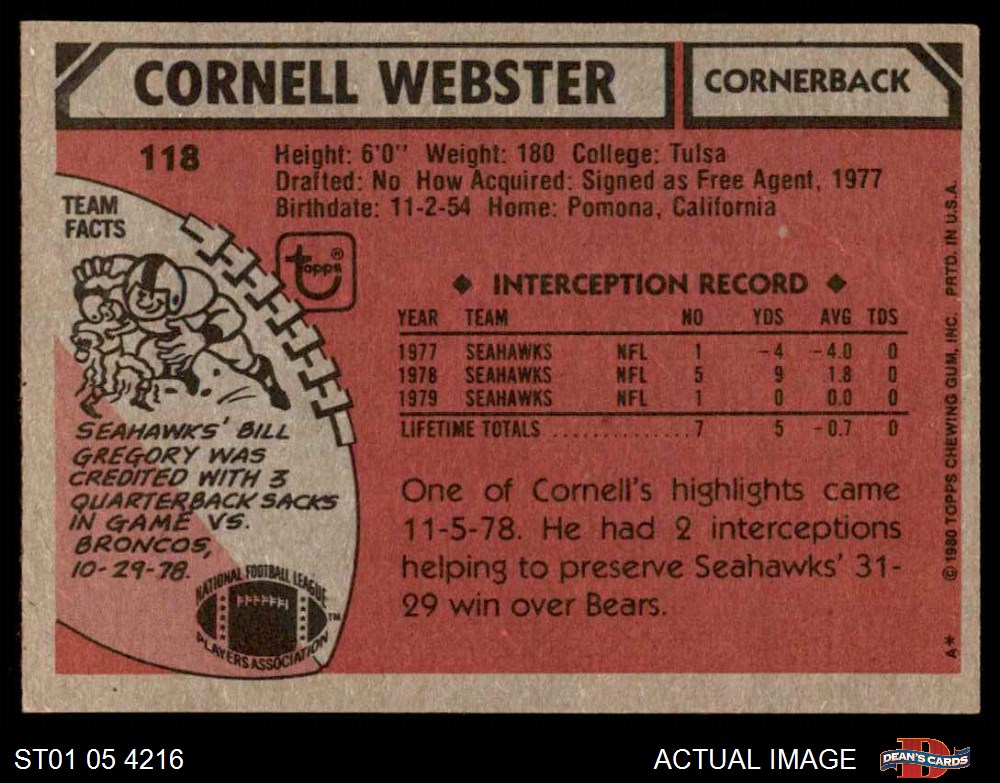 CORNELL WEBSTER
CORNERBACK
118
Height: 6'0" Weight: 180 College: Tulsa
Drafted: No How Acquired: Signed as Free Agent, 1977
Birthdate: 11-2-54 Home: Pomona, California
TEAM
FACTS
topps®
SEAHAWKS' BILL
GREGORY WAS
CREDITED WITH 3
QUARTERBACK SACKS
IN GAME VS.
BRONCOS,
10-29-78.
NATIONAL FOOTBALL LEAGUE
PLAYERS ASSOCIATION
TM
◆ INTERCEPTION RECORD ◆
YEAR TEAM NO YDS AVG TDS
1977 SEAHAWKS NFL 1 -4 -4.0 0
1978 SEAHAWKS NFL 5 9 1.8 0
1979 SEAHAWKS NFL 1 0 0.0 0
LIFETIME TOTALS ..............7 5 -0.7 0
One of Cornell's highlights came
11-5-78. He had 2 interceptions
helping to preserve Seahawks' 31-
29 win over Bears.
A* © 1980 TOPPS CHEWING GUM, INC. PRTD. IN U.S.A.
ST01 05 4216
ACTUAL IMAGE
D
DEAN'S CARDS